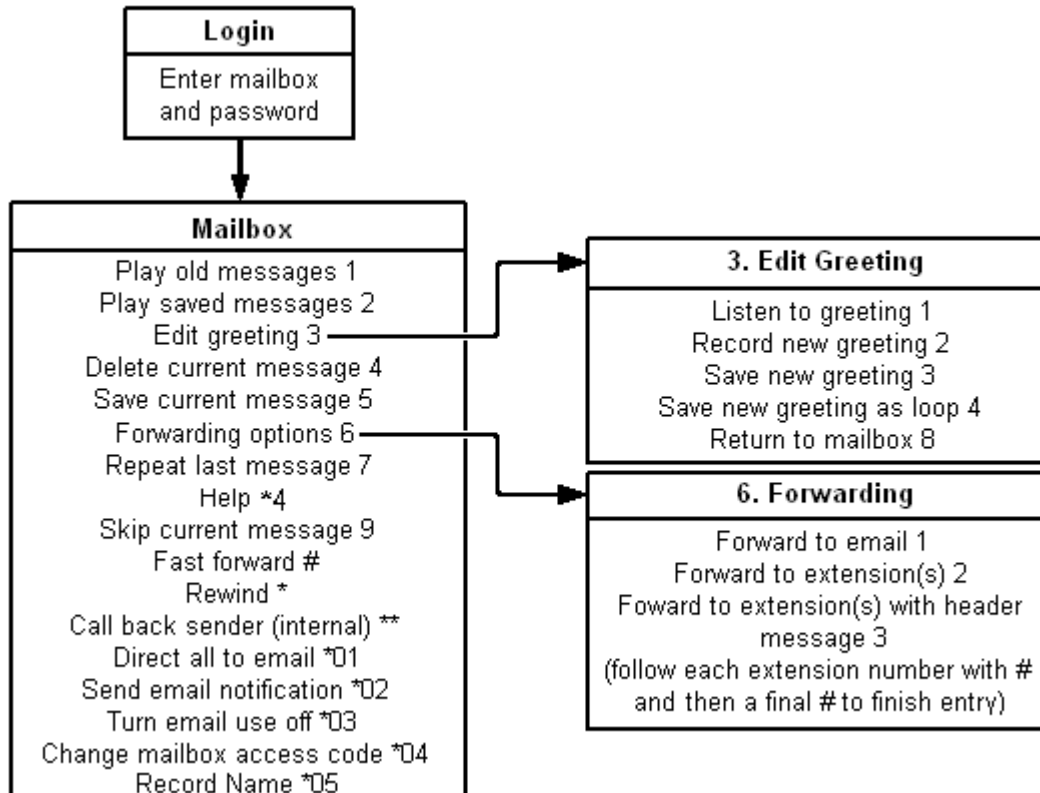 Login
Enter mailbox
and password
Mailbox
Play old messages 1
Play saved messages 2
Edit greeting 3
Delete current message 4
Save current message 5
Forwarding options 6
Repeat last message 7
Help *4
Skip current message 9
Fast forward #
Rewind *
Call back sender (internal) **
Direct all to email *01
Send email notification *02
Turn email use off *03
Change mailbox access code *04
Record Name *05
3. Edit Greeting
Listen to greeting 1
Record new greeting 2
Save new greeting 3
Save new greeting as loop 4
Return to mailbox 8
6. Forwarding
Forward to email 1
Forward to extension(s) 2
Foward to extension(s) with header
message 3
(follow each extension number with #
and then a final # to finish entry)